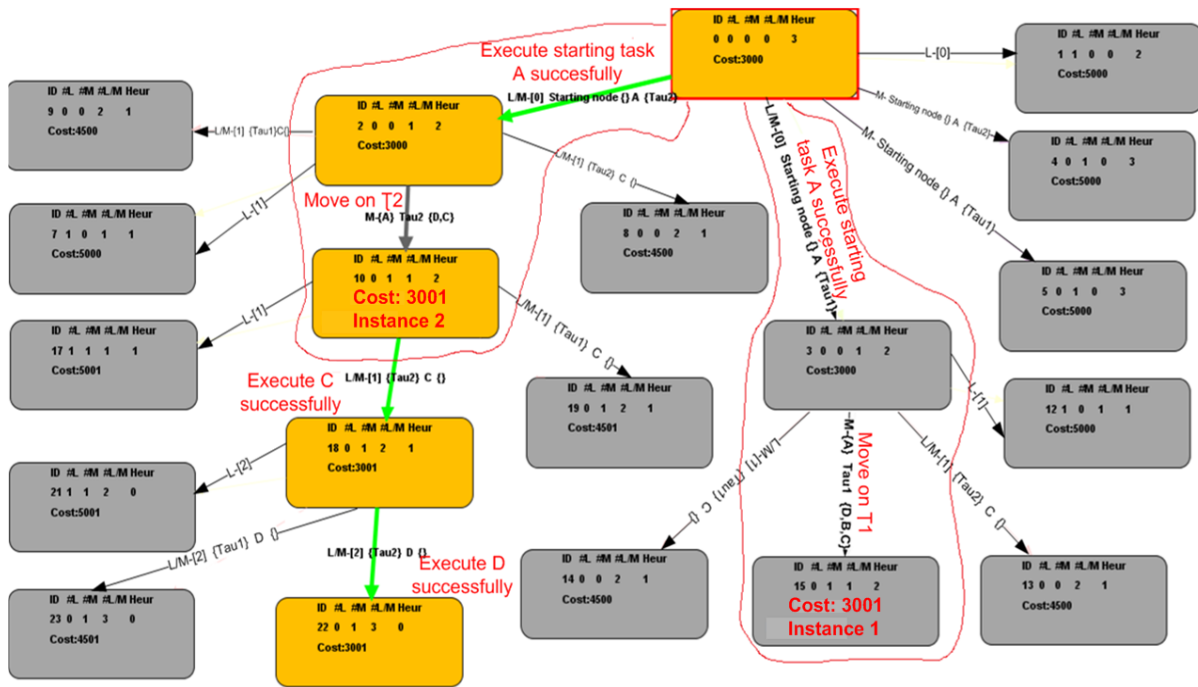 ID #L #M #L/M Heur
0 0 0 0 3
Cost:3000
Execute starting task
A succesfully
L/M-[0] Starting node {} A {Tau2}
L-[0]
ID #L #M #L/M Heur
1 1 0 0 2
Cost:5000
ID #L #M #L/M Heur
9 0 0 2 1
Cost:4500
L/M-[1] {Tau1}C{}
ID #L #M #L/M Heur
2 0 0 1 2
Cost:3000
L/M-[1] {Tau2} C {}
L/M-[0] Starting node {} A {Tau1}
Execute starting
task A successfully
M- Starting node {} A {Tau2}
M- Starting node {} A {Tau1}
ID #L #M #L/M Heur
4 0 1 0 3
Cost:5000
Move on T2
M-{A} Tau2 {D,C}
L-[1]
ID #L #M #L/M Heur
7 1 0 1 1
Cost:5000
ID #L #M #L/M Heur
8 0 0 2 1
Cost:4500
ID #L #M #L/M Heur
10 0 1 1 2
Cost: 3001
Instance 2
ID #L #M #L/M Heur
5 0 1 0 3
Cost:5000
L-[1]
L/M-[1] {Tau1} C {}
ID #L #M #L/M Heur
17 1 1 1 1
Cost:5001
ID #L #M #L/M Heur
3 0 0 1 2
Cost:3000
L-[1]
Execute C
successfully
L/M-[1] {Tau2} C {}
ID #L #M #L/M Heur
19 0 1 2 1
Cost:4501
ID #L #M #L/M Heur
12 1 0 1 1
Cost:5000
ID #L #M #L/M Heur
18 0 1 2 1
Cost:3001
L/M-[1] {Tau1} C {}
M-{A} Tau1 {D,B,C}
Move on T1
L/M-[1] {Tau2} C {}
L-[2]
ID #L #M #L/M Heur
21 1 1 2 0
Cost:5001
L/M-[2] {Tau1} D {}
L/M-[2] {Tau2} D {}
Execute D
successfully
ID #L #M #L/M Heur
14 0 0 2 1
Cost:4500
ID #L #M #L/M Heur
15 0 1 1 2
Cost: 3001
Instance 1
ID #L #M #L/M Heur
13 0 0 2 1
Cost:4500
ID #L #M #L/M Heur
23 0 1 3 0
Cost:4501
ID #L #M #L/M Heur
22 0 1 3 0
Cost:3001